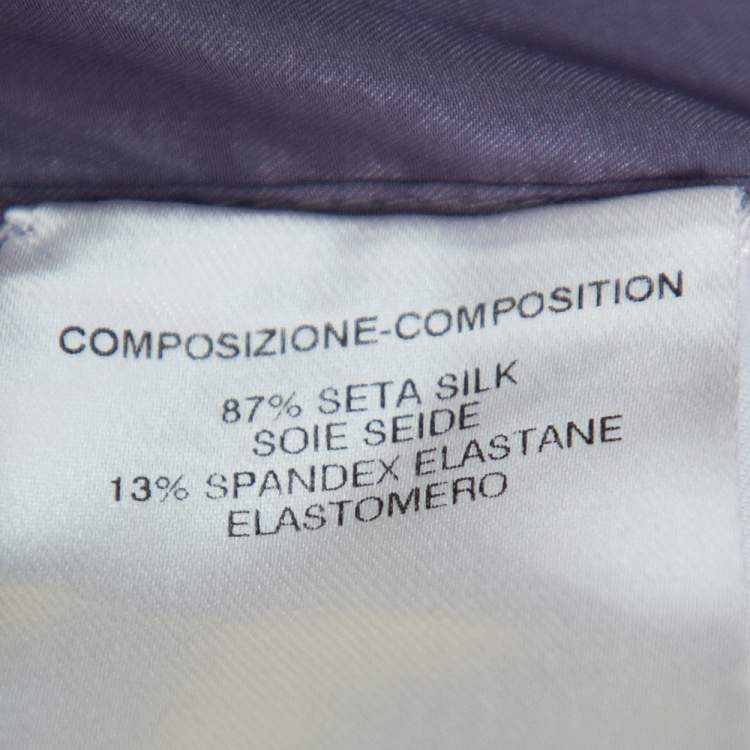 COMPOSIZIONE-COMPOSITION
87% SETA SILK
SOIE SEIDE
13% SPANDEX ELASTANE
ELASTOMERO